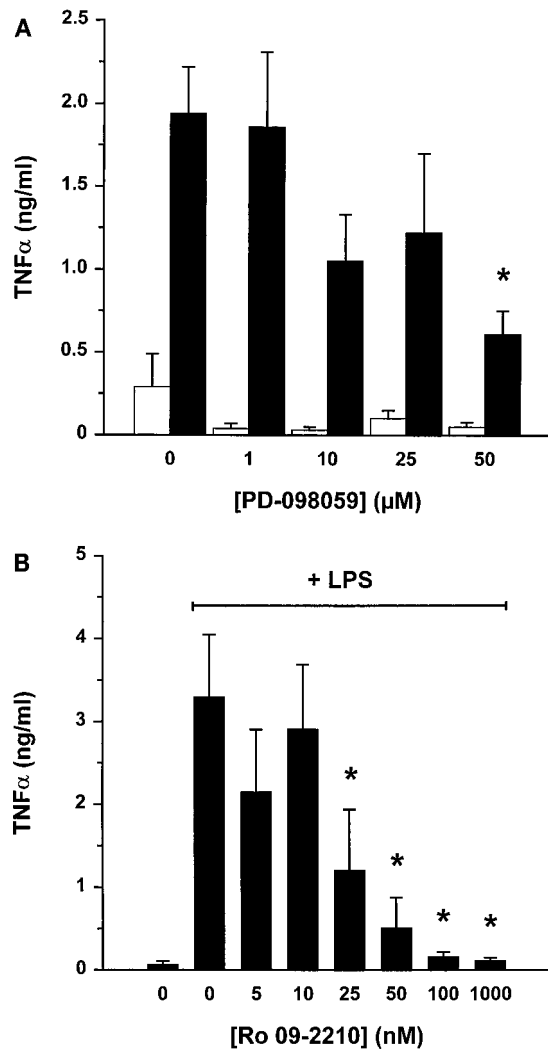 A
2.5
2.0
1.5
1.0
0.5
0
TNFα (ng/ml)
*
0 1 10 25 50
[PD-098059] (μM)
B
5
4
3
2
1
0
TNFα (ng/ml)
+ LPS
* * * *
0 0 5 10 25 50 100 1000
[Ro 09-2210] (nM)